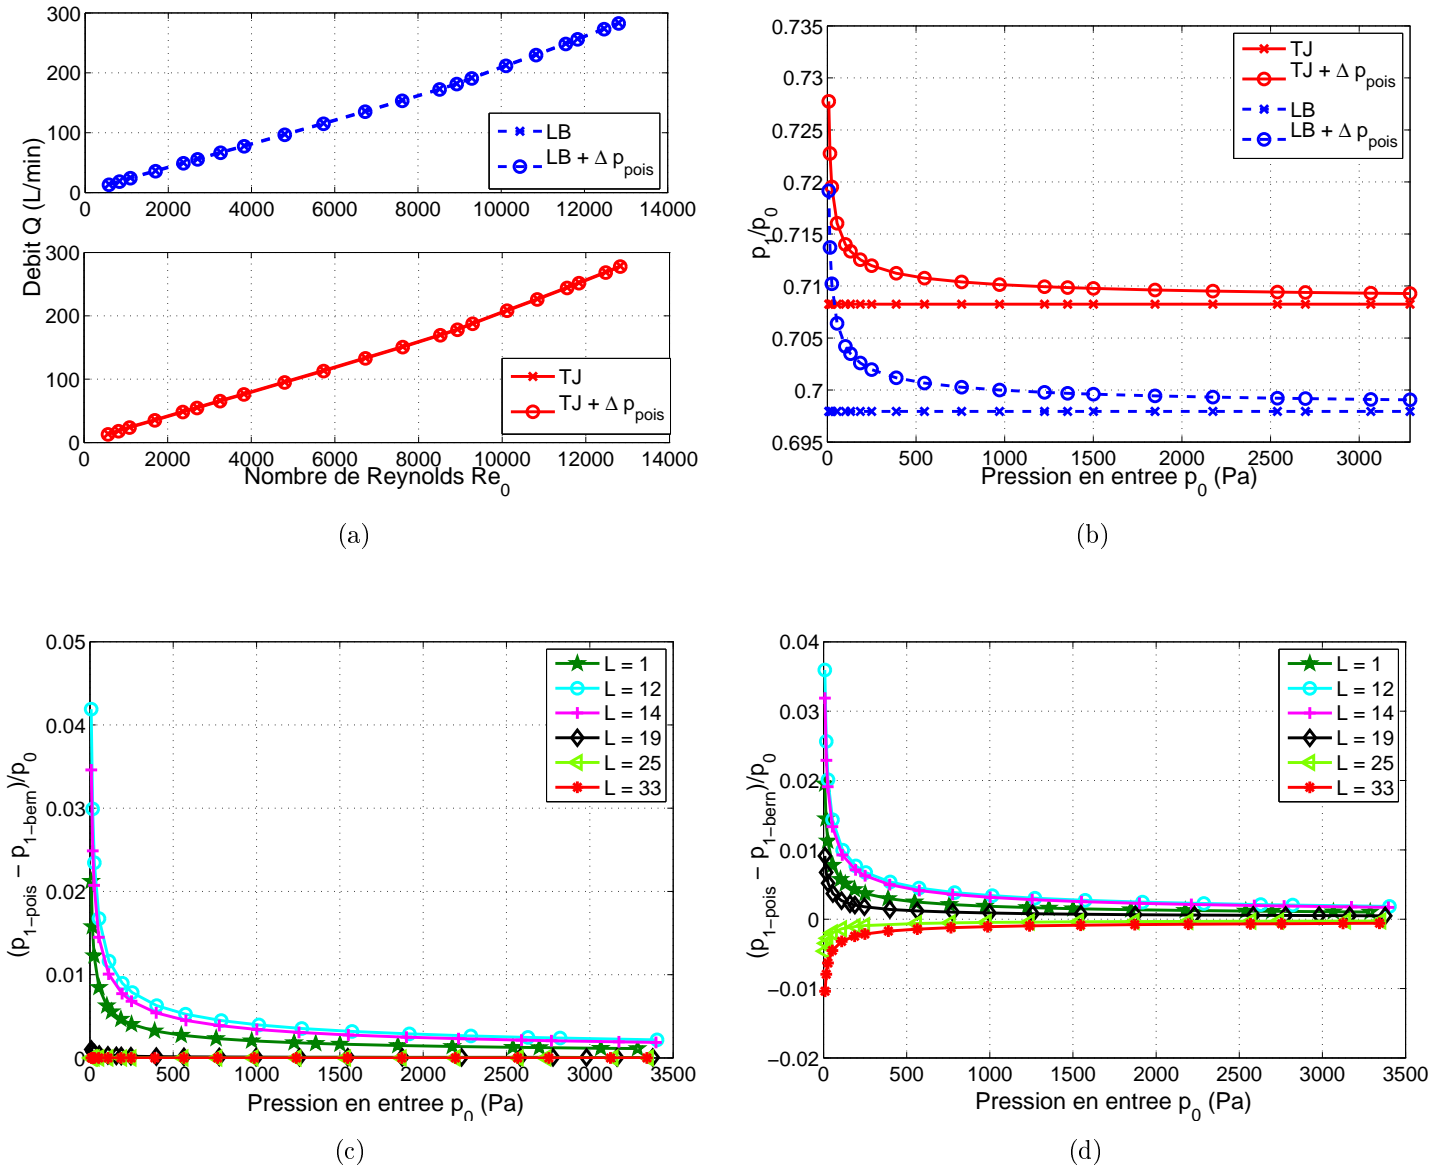 300
200
100
0
0 2000 4000 6000 8000 10000 12000 14000
LB
LB + Δ p_pois
Debit Q (L/min)
300
200
100
0
0 2000 4000 6000 8000 10000 12000 14000
TJ
TJ + Δ p_pois
Nombre de Reynolds Re_0
(a)
0.735
0.73
0.725
0.72
0.715
0.71
0.705
0.7
0.695
0 500 1000 1500 2000 2500 3000
p_1/p_0
TJ
TJ + Δ p_pois
LB
LB + Δ p_pois
Pression en entree p_0 (Pa)
(b)
0.05
0.04
0.03
0.02
0.01
0
0 500 1000 1500 2000 2500 3000 3500
(p_1−pois − p_1−bern)/p_0
L = 1
L = 12
L = 14
L = 19
L = 25
L = 33
Pression en entree p_0 (Pa)
(c)
0.04
0.03
0.02
0.01
0
−0.01
−0.02
0 500 1000 1500 2000 2500 3000 3500
(p_1−pois − p_1−bern)/p_0
L = 1
L = 12
L = 14
L = 19
L = 25
L = 33
Pression en entree p_0 (Pa)
(d)